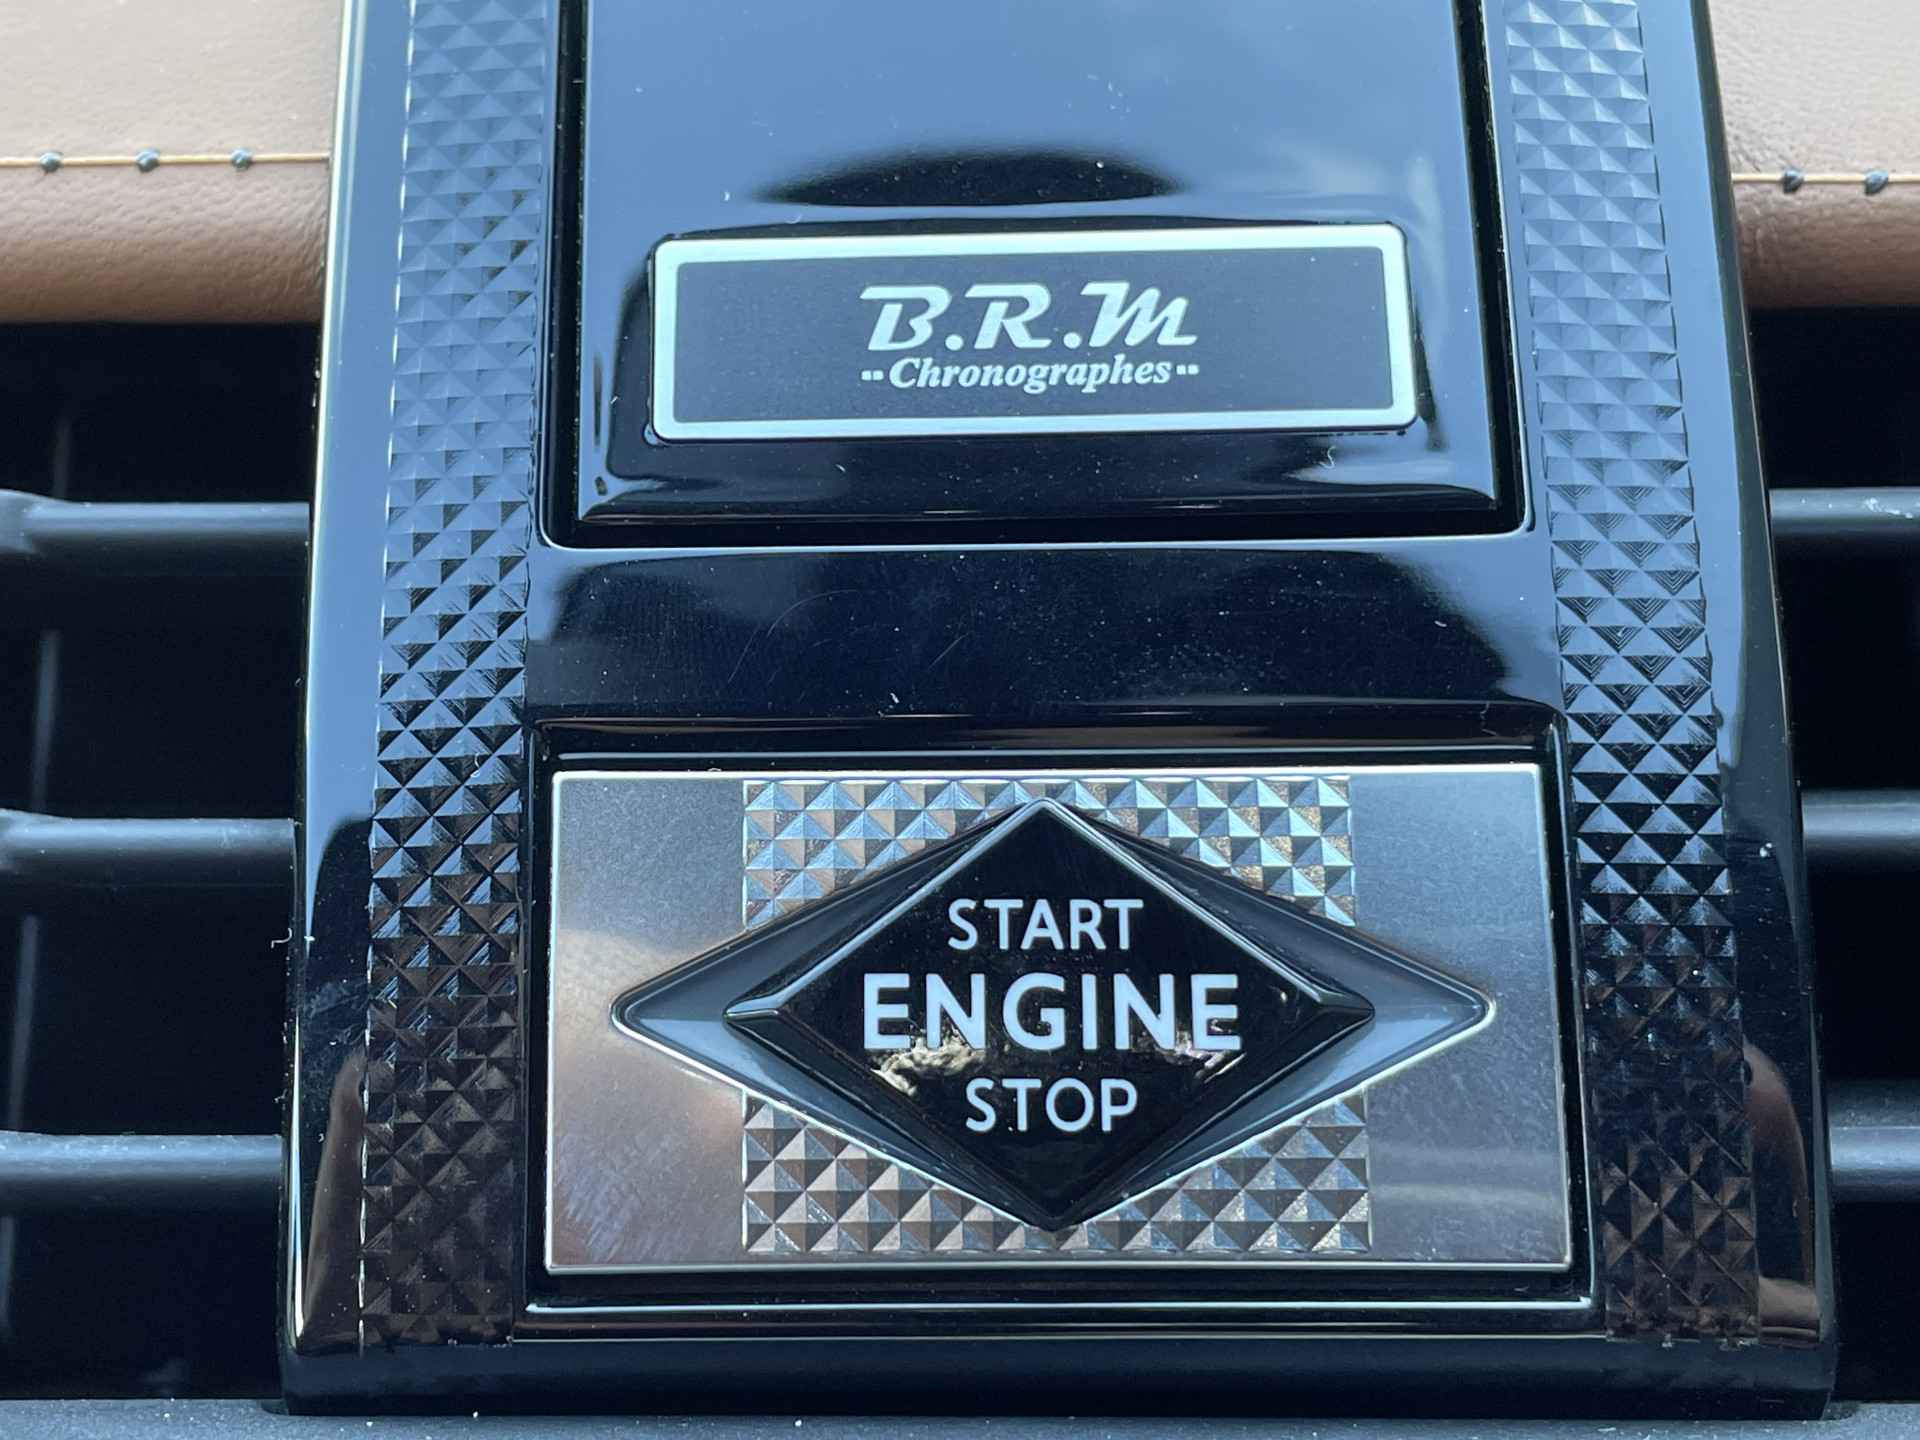 B.R.M
Chronographes
START
ENGINE
STOP